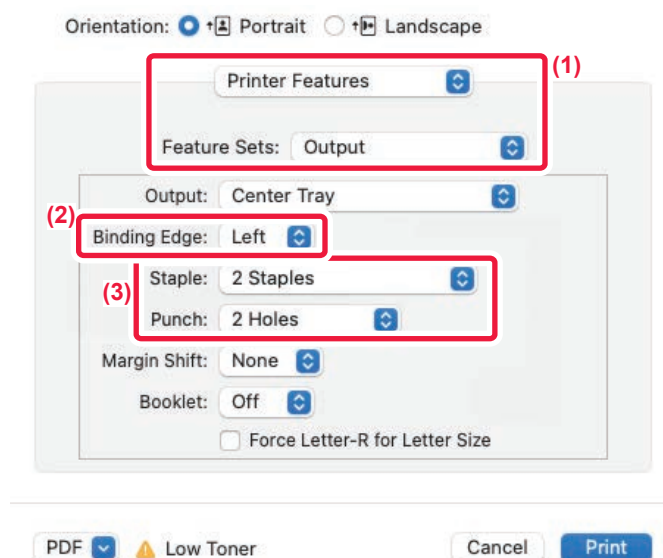 Orientation: Portrait Landscape
(1)
Printer Features
Feature Sets: Output
Output: Center Tray
(2)
Binding Edge: Left
(3)
Staple: 2 Staples
Punch: 2 Holes
Margin Shift: None
Booklet: Off
Force Letter-R for Letter Size
PDF Low Toner Cancel Print